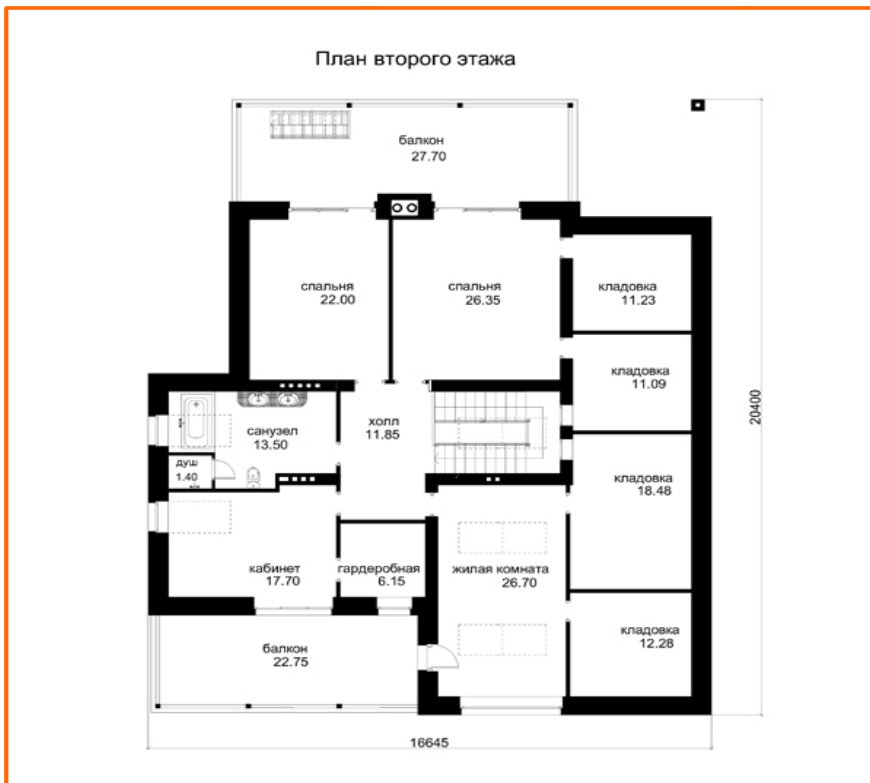 План второго этажа
балкон
27.70
спальня
22.00
спальня
26.35
кладовка
11.23
кладовка
11.09
20400
холл
11.85
санузел
13.50
душ
1.40
кладовка
18.48
кабинет
17.70
гардеробная
6.15
жилая комната
26.70
кладовка
12.28
балкон
22.75
16645